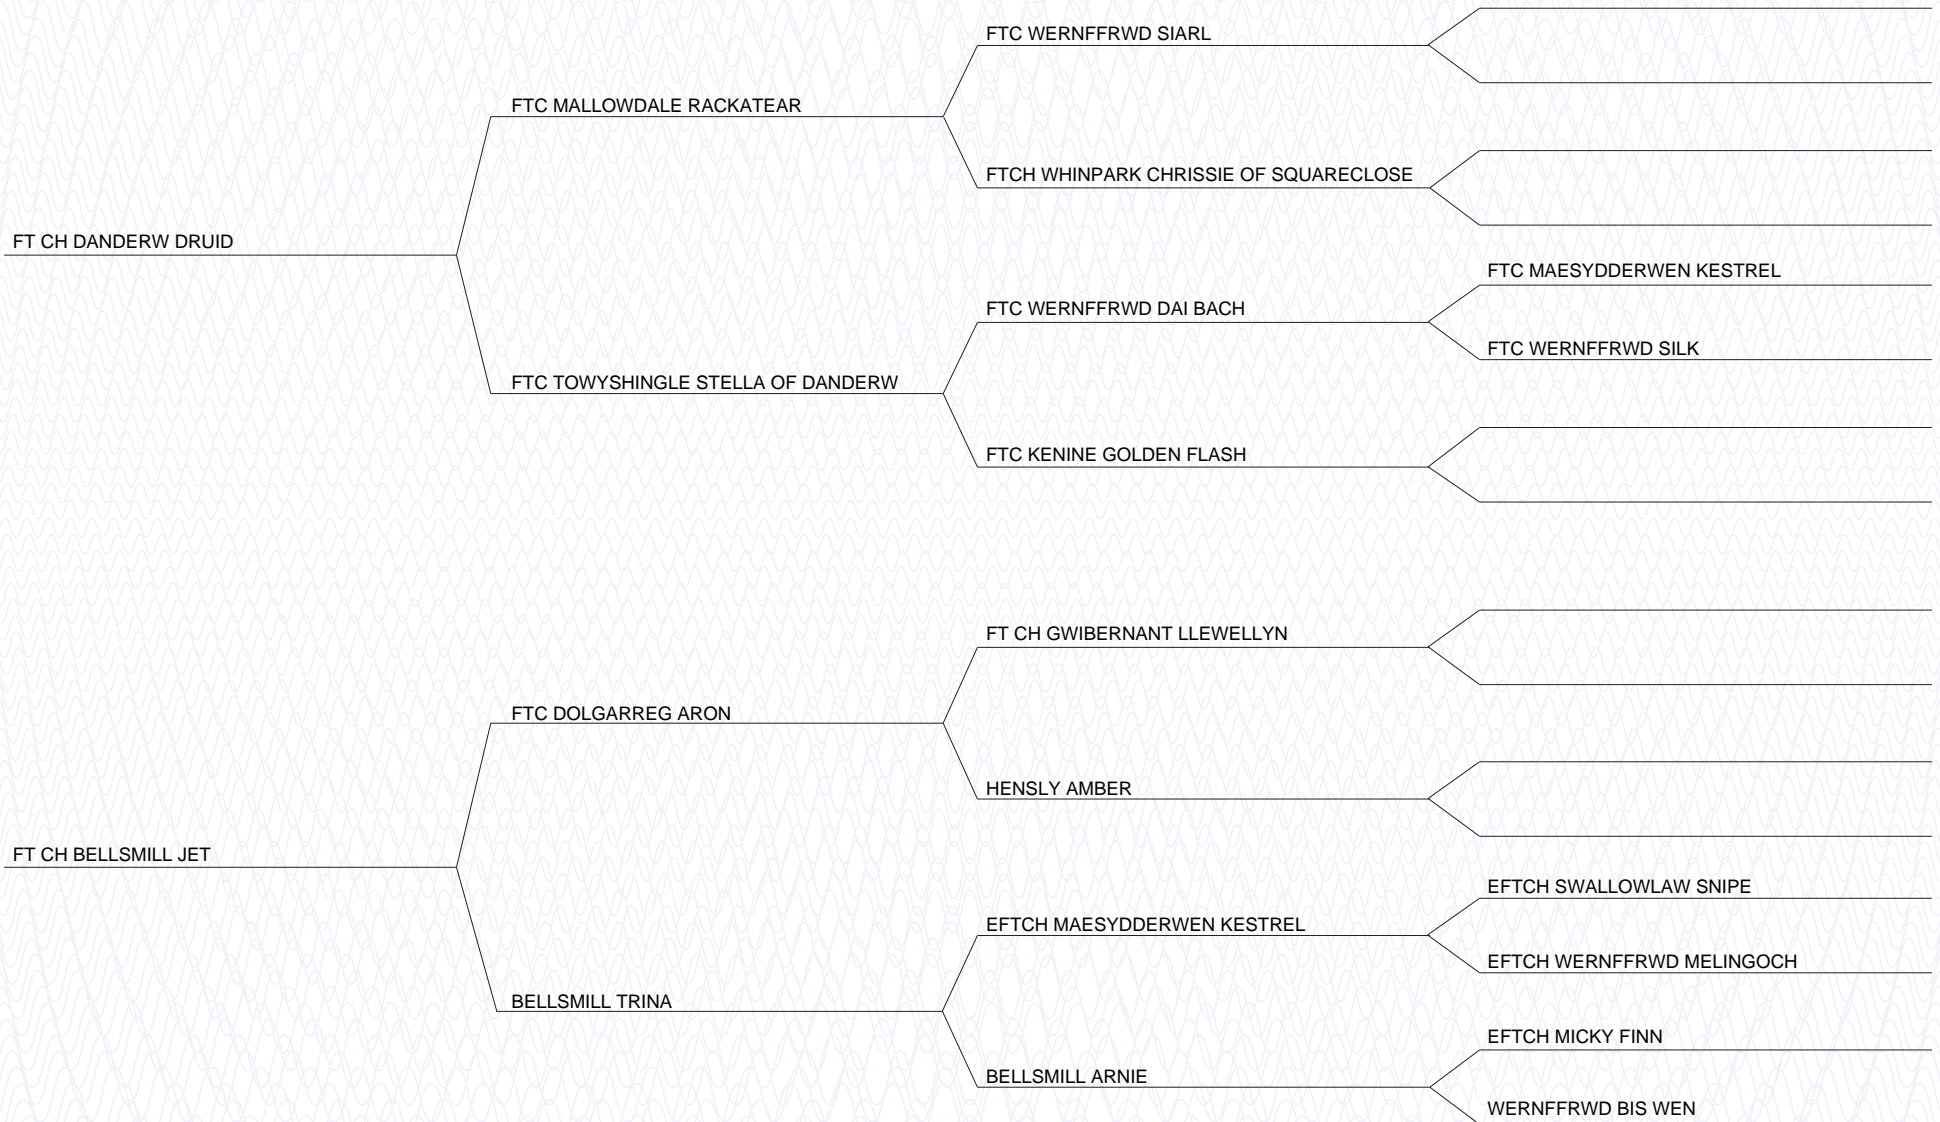 FT CH DANDERW DRUID
FTC MALLOWDALE RACKATEAR
FTC WERNFFRWD SIARL
FTCH WHINPARK CHRISSIE OF SQUARECLOSE
FTC TOWYSHINGLE STELLA OF DANDERW
FTC WERNFFRWD DAI BACH
FTC MAESYDDERWEN KESTREL
FTC WERNFFRWD SILK
FTC KENINE GOLDEN FLASH
FT CH BELLSMILL JET
FTC DOLGARREG ARON
FT CH GWIBERNANT LLEWELLYN
HENSLY AMBER
BELLSMILL TRINA
EFTCH MAESYDDERWEN KESTREL
EFTCH SWALLOWLAW SNIPE
EFTCH WERNFFRWD MELINGOCH
BELLSMILL ARNIE
EFTCH MICKY FINN
WERNFFRWD BIS WEN